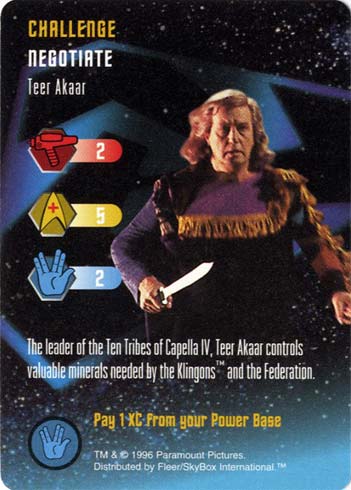 CHALLENGE
NEGOTIATE
Teer Akaar
2
5
2
The leader of the Ten Tribes of Capella IV, Teer Akaar controls
valuable minerals needed by the Klingons™ and the Federation.
Pay 1 XC from your Power Base
TM & © 1996 Paramount Pictures.
Distributed by Fleer/SkyBox International.™